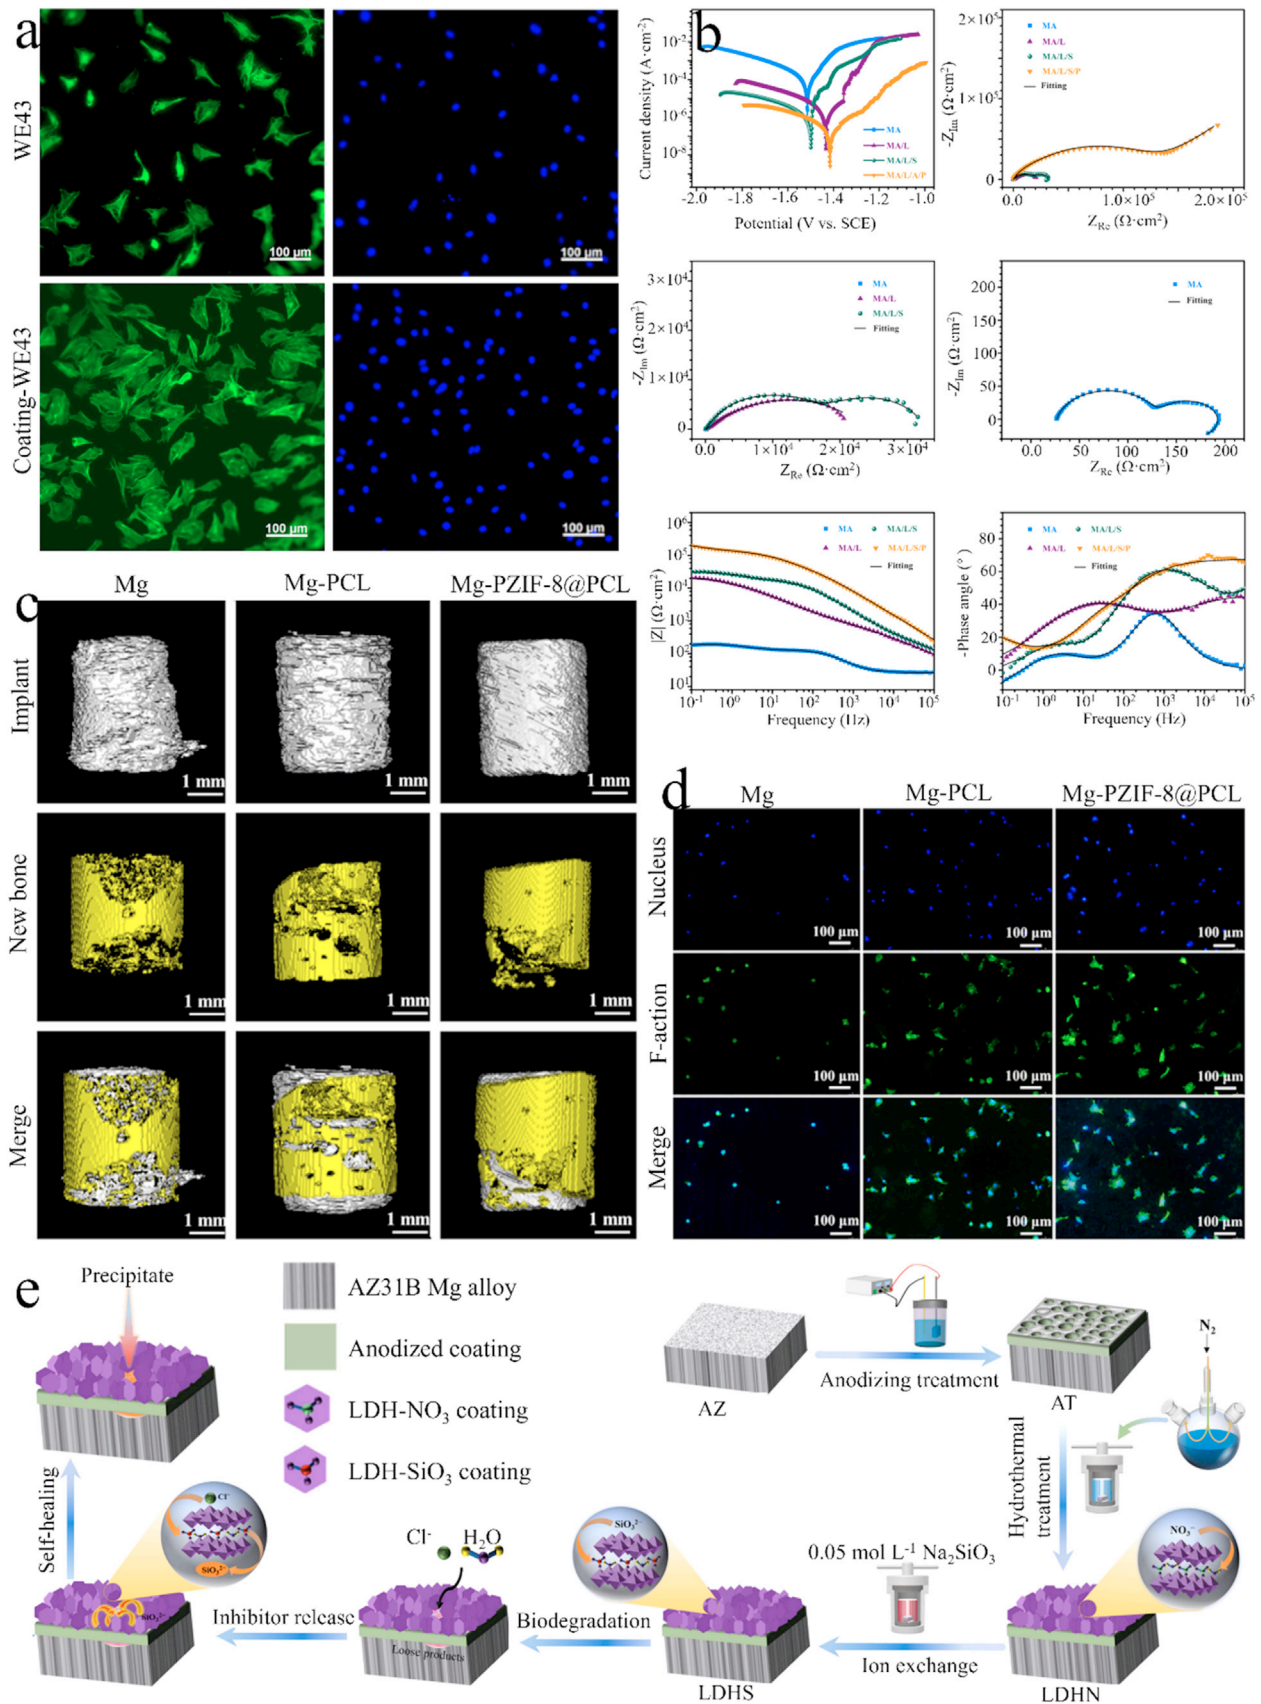 a
WE43
100 μm
100 μm
Coating-WE43
100 μm
100 μm
b
Current density (A·cm⁻²)
10⁻²
10⁻⁴
10⁻⁶
10⁻⁸
MA
MA/L
MA/L/S
MA/L/A/P
-2.0 -1.8 -1.6 -1.4 -1.2 -1.0
Potential (V vs. SCE)
-Z_Im (Ω·cm²)
2×10⁵
1×10⁵
0
MA
MA/L
MA/L/S
MA/L/S/P
Fitting
0.0 1.0×10⁵ 2.0×10⁵
Z_Re (Ω·cm²)
-Z_Im (Ω·cm²)
3×10⁴
2×10⁴
1×10⁴
0
MA
MA/L
MA/L/S
Fitting
0.0 1×10⁴ 2×10⁴ 3×10⁴
Z_Re (Ω·cm²)
-Z_Im (Ω·cm²)
200
150
100
50
0
MA
Fitting
0 50 100 150 200
Z_Re (Ω·cm²)
|Z| (Ω·cm²)
10⁶
10⁵
10⁴
10³
10²
10¹
MA MA/L/S
MA/L MA/L/S/P
Fitting
10⁻¹ 10⁰ 10¹ 10² 10³ 10⁴ 10⁵
Frequency (Hz)
-Phase angle (°)
80
60
40
20
0
MA MA/L/S
MA/L MA/L/S/P
Fitting
10⁻¹ 10⁰ 10¹ 10² 10³ 10⁴ 10⁵
Frequency (Hz)
c
Mg Mg-PCL Mg-PZIF-8@PCL
Implant
1 mm 1 mm 1 mm
New bone
1 mm 1 mm 1 mm
Merge
1 mm 1 mm 1 mm
d
Mg Mg-PCL Mg-PZIF-8@PCL
Nucleus
100 μm 100 μm 100 μm
F-action
100 μm 100 μm 100 μm
Merge
100 μm 100 μm 100 μm
e
Precipitate
AZ31B Mg alloy
Anodized coating
LDH-NO₃ coating
LDH-SiO₃ coating
AZ
Anodizing treatment
AT
N₂
Hydrothermal
treatment
NO₃⁻
LDHN
0.05 mol L⁻¹ Na₂SiO₃
Ion exchange
SiO₃²⁻
LDHS
Biodegradation
Cl⁻ H₂O
Loose products
Inhibitor release
Cl⁻
SiO₃²⁻
SiO₃²⁻
Self-healing